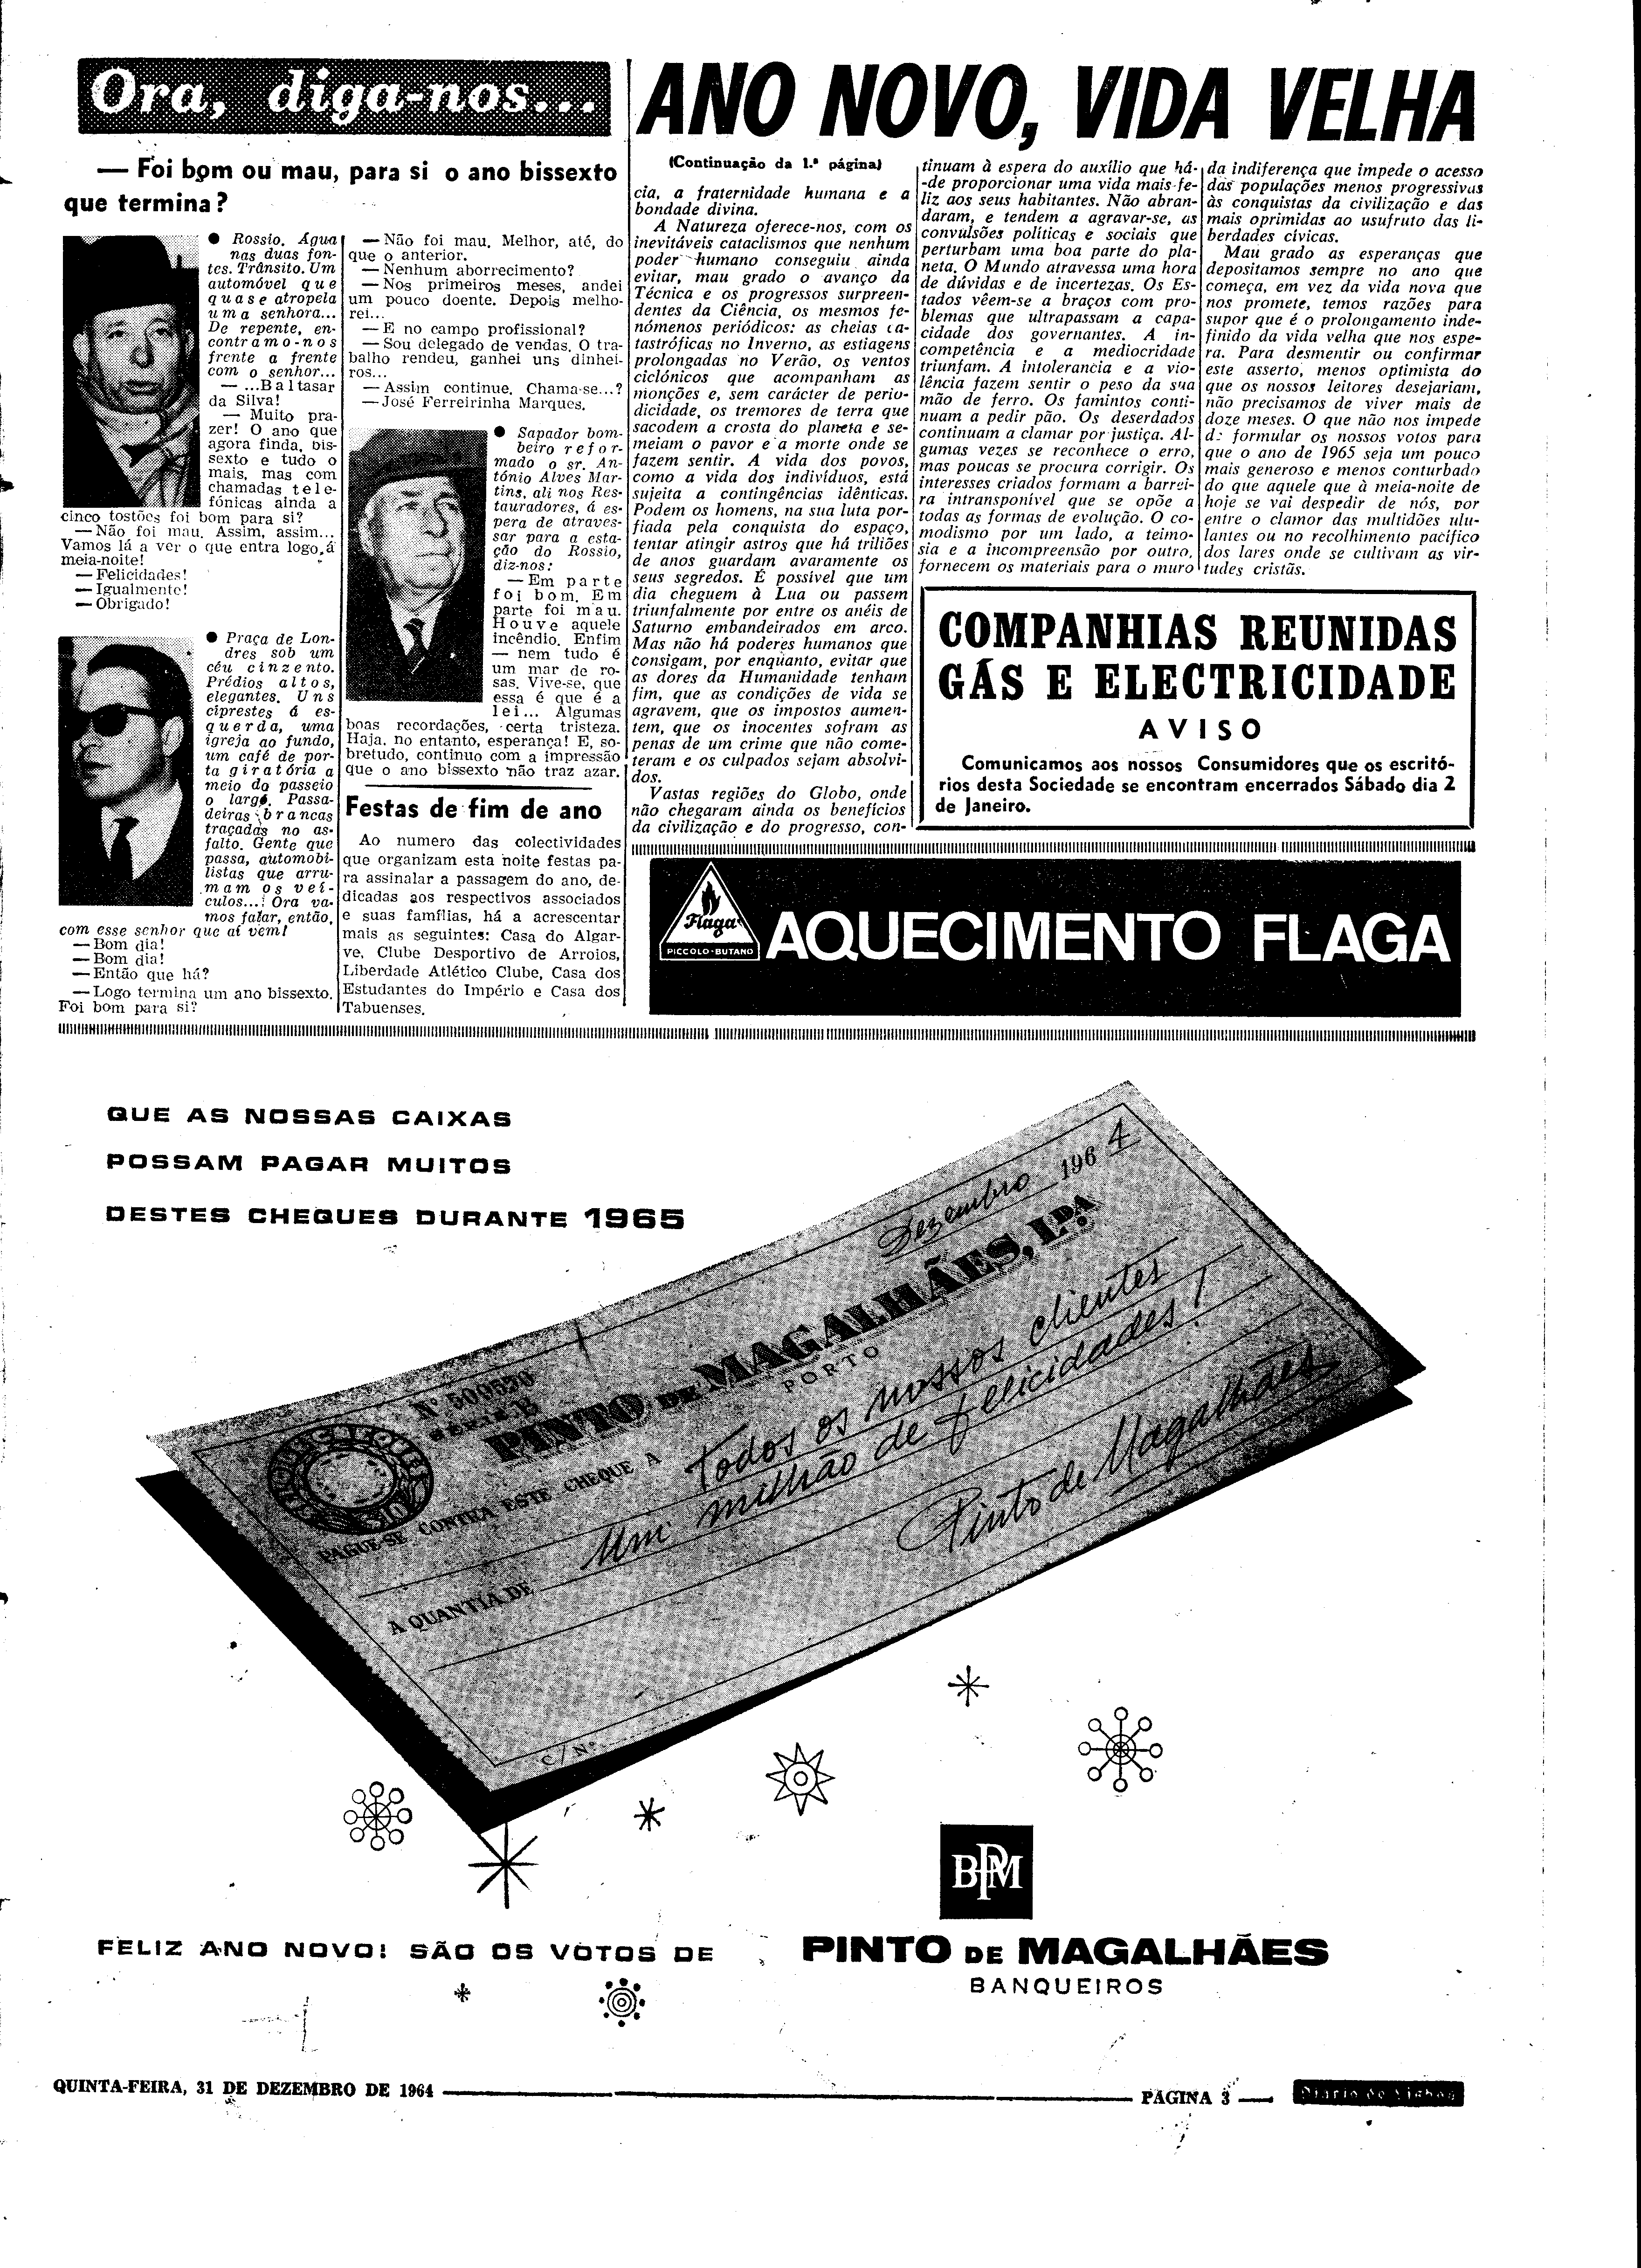 Ora, diga-nos...
— Foi bom ou mau, para si o ano bissexto
que termina?
● Rossio. Água
nas duas fon-
tes. Trânsito. Um
automóvel que
quase atropela
uma senhora...
De repente, en-
contramo-nos
frente a frente
com o senhor...
— ...Baltasar
da Silva!
— Muito pra-
zer! O ano que
agora finda, bis-
sexto e tudo o
mais, mas com
chamadas tele-
fónicas ainda a
cinco tostões foi bom para si?
— Não foi mau. Assim, assim...
Vamos lá a ver o que entra logo, á
meia-noite!
— Felicidades!
— Igualmente!
— Obrigado!
● Praça de Lon-
dres sob um
céu cinzento.
Prédios altos,
elegantes. Uns
ciprestes á es-
querda, uma
igreja ao fundo,
um café de por-
ta giratória a
meio do passeio
o largo. Passa-
deiras brancas
traçadas no as-
falto. Gente que
passa, automobi-
listas que arru-
mam os veí-
culos...! Ora va-
mos falar, então,
com esse senhor que aí vem!
— Bom dia!
— Bom dia!
— Então que há?
— Logo termina um ano bissexto.
Foi bom para si?
— Não foi mau. Melhor, até, do
que o anterior.
— Nenhum aborrecimento?
— Nos primeiros meses, andei
um pouco doente. Depois melho-
rei...
— E no campo profissional?
— Sou delegado de vendas. O tra-
balho rendeu, ganhei uns dinhei-
ros...
— Assim continue. Chama-se...?
— José Ferreirinha Marques.
● Sapador bom-
beiro refor-
mado o sr. An-
tónio Alves Mar-
tins, ali nos Res-
tauradores, á es-
pera de atraves-
sar para a esta-
ção do Rossio,
diz-nos:
— Em parte
foi bom. Em
parte foi mau.
Houve aquele
incêndio. Enfim
— nem tudo é
um mar de ro-
sas. Vive-se, que
essa é que é a
lei... Algumas
boas recordações, certa tristeza.
Haja, no entanto, esperança! E, so-
bretudo, continuo com a impressão
que o ano bissexto não traz azar.
Festas de fim de ano
Ao numero das colectividades
que organizam esta noite festas pa-
ra assinalar a passagem do ano, de-
dicadas aos respectivos associados
e suas famílias, há a acrescentar
mais as seguintes: Casa do Algar-
ve, Clube Desportivo de Arroios,
Liberdade Atlético Clube, Casa dos
Estudantes do Império e Casa dos
Tabuenses.
ANO NOVO, VIDA VELHA
(Continuação da 1.ª página)
cia, a fraternidade humana e a
bondade divina.
A Natureza oferece-nos, com os
inevitáveis cataclismos que nenhum
poder humano conseguiu ainda
evitar, mau grado o avanço da
Técnica e os progressos surpreen-
dentes da Ciência, os mesmos fe-
nómenos periódicos: as cheias ca-
tastróficas no Inverno, as estiagens
prolongadas no Verão, os ventos
ciclónicos que acompanham as
monções e, sem carácter de perio-
dicidade, os tremores de terra que
sacodem a crosta do planeta e se-
meiam o pavor e a morte onde se
fazem sentir. A vida dos povos,
como a vida dos indivíduos, está
sujeita a contingências idênticas.
Podem os homens, na sua luta por-
fiada pela conquista do espaço,
tentar atingir astros que há triliões
de anos guardam avaramente os
seus segredos. É possível que um
dia cheguem à Lua ou passem
triunfalmente por entre os anéis de
Saturno embandeirados em arco.
Mas não há poderes humanos que
consigam, por enquanto, evitar que
as dores da Humanidade tenham
fim, que as condições de vida se
agravem, que os impostos aumen-
tem, que os inocentes sofram as
penas de um crime que não come-
teram e os culpados sejam absolvi-
dos.
Vastas regiões do Globo, onde
não chegaram ainda os benefícios
da civilização e do progresso, con-
tinuam à espera do auxílio que há-
-de proporcionar uma vida mais fe-
liz aos seus habitantes. Não abran-
daram, e tendem a agravar-se, as
convulsões políticas e sociais que
perturbam uma boa parte do pla-
neta. O Mundo atravessa uma hora
de dúvidas e de incertezas. Os Es-
tados vêem-se a braços com pro-
blemas que ultrapassam a capa-
cidade dos governantes. A in-
competência e a mediocridade
triunfam. A intolerancia e a vio-
lência fazem sentir o peso da sua
mão de ferro. Os famintos conti-
nuam a pedir pão. Os deserdados
continuam a clamar por justiça. Al-
gumas vezes se reconhece o erro,
mas poucas se procura corrigir. Os
interesses criados formam a barrei-
ra intransponível que se opõe a
todas as formas de evolução. O co-
modismo por um lado, a teimo-
sia e a incompreensão por outro,
fornecem os materiais para o muro
da indiferença que impede o acesso
das populações menos progressivas
às conquistas da civilização e das
mais oprimidas ao usufruto das li-
berdades cívicas.
Mau grado as esperanças que
depositamos sempre no ano que
começa, em vez da vida nova que
nos promete, temos razões para
supor que é o prolongamento inde-
finido da vida velha que nos espe-
ra. Para desmentir ou confirmar
este asserto, menos optimista do
que os nossos leitores desejariam,
não precisamos de viver mais de
doze meses. O que não nos impede
d: formular os nossos votos para
que o ano de 1965 seja um pouco
mais generoso e menos conturbado
do que aquele que à meia-noite de
hoje se vai despedir de nós, por
entre o clamor das multidões ulu-
lantes ou no recolhimento pacífico
dos lares onde se cultivam as vir-
tudes cristãs.
COMPANHIAS REUNIDAS
GÁS E ELECTRICIDADE
AVISO
Comunicamos aos nossos Consumidores que os escritó-
rios desta Sociedade se encontram encerrados Sábado dia 2
de Janeiro.
Flaga
PICCOLO-BUTANO
AQUECIMENTO FLAGA
QUE AS NOSSAS CAIXAS
POSSAM PAGAR MUITOS
DESTES CHEQUES DURANTE 1965
Dezembro 1964
Nº 500520
Série B
PINTO DE MAGALHÃES, LDA
PORTO
PAGUE-SE CONTRA ESTE CHEQUE A Todos os nossos clientes
A QUANTIA DE Um milhão de felicidades!
Pinto de Magalhães
C/ Nº
BPM
FELIZ ANO NOVO! SÃO OS VOTOS DE
PINTO DE MAGALHÃES
BANQUEIROS
QUINTA-FEIRA, 31 DE DEZEMBRO DE 1964
PÁGINA 3
Diário de Lisboa